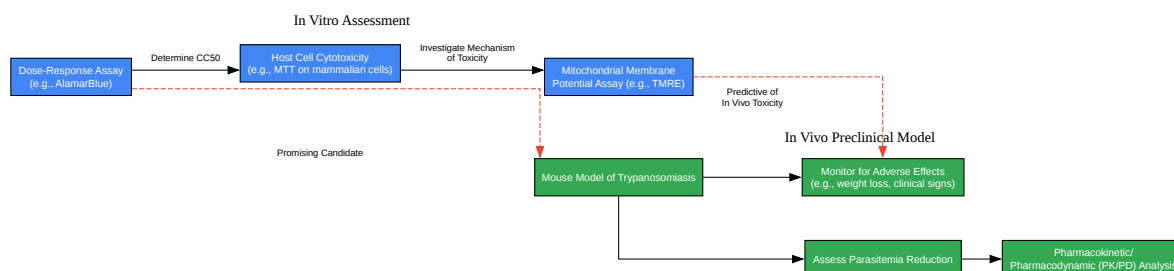 In Vitro Assessment
Dose-Response Assay
(e.g., AlamarBlue)
Determine CC50
Host Cell Cytotoxicity
(e.g., MTT on mammalian cells)
Investigate Mechanism
of Toxicity
Mitochondrial Membrane
Potential Assay (e.g., TMRE)
Predictive of
In Vivo Toxicity
In Vivo Preclinical Model
Promising Candidate
Mouse Model of Trypanosomiasis
Monitor for Adverse Effects
(e.g., weight loss, clinical signs)
Assess Parasitemia Reduction
Pharmacokinetic/
Pharmacodynamic (PK/PD) Analysis